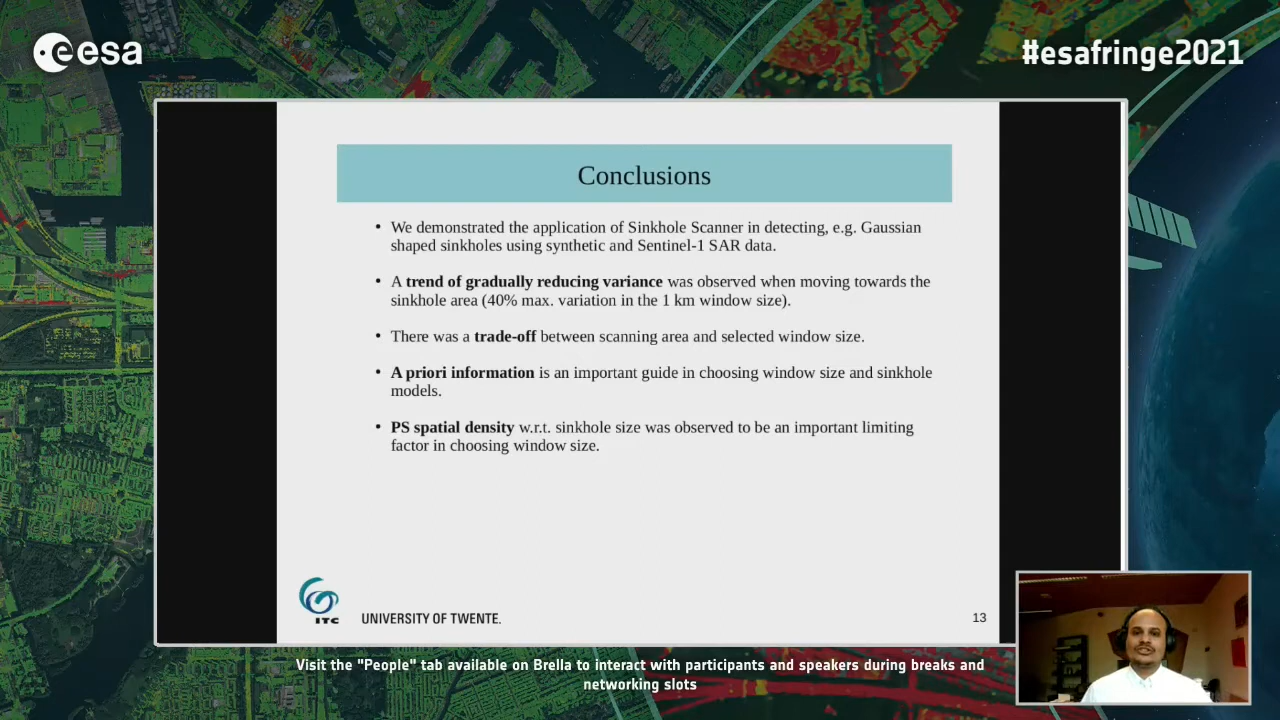 esa
#esafringe2021
Conclusions
• We demonstrated the application of Sinkhole Scanner in detecting, e.g. Gaussian
shaped sinkholes using synthetic and Sentinel-1 SAR data.
• A trend of gradually reducing variance was observed when moving towards the
sinkhole area (40% max. variation in the 1 km window size).
• There was a trade-off between scanning area and selected window size.
• A priori information is an important guide in choosing window size and sinkhole
models.
• PS spatial density w.r.t. sinkhole size was observed to be an important limiting
factor in choosing window size.
ITC
UNIVERSITY OF TWENTE.
13
Visit the "People" tab available on Brella to interact with participants and speakers during breaks and
networking slots